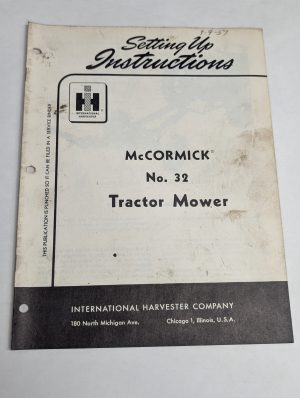 Setting Up
Instructions
IH
INTERNATIONAL
HARVESTER
McCORMICK®
No. 32
Tractor Mower
THIS PUBLICATION IS PUNCHED SO IT CAN BE FILED IN A SERVICE BINDER
INTERNATIONAL HARVESTER COMPANY
180 North Michigan Ave. Chicago 1, Illinois, U.S.A.